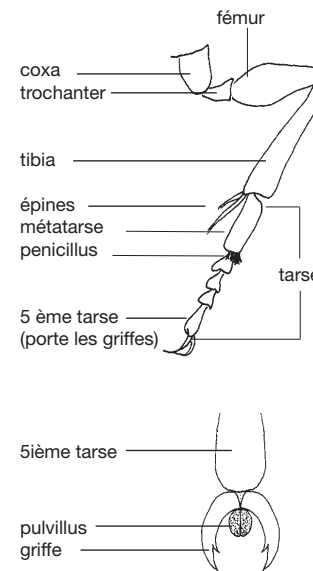 fémur
coxa
trochanter
tibia
épines
métatarse
penicillus
tarse
5 ème tarse
(porte les griffes)
5ième tarse
pulvillus
griffe